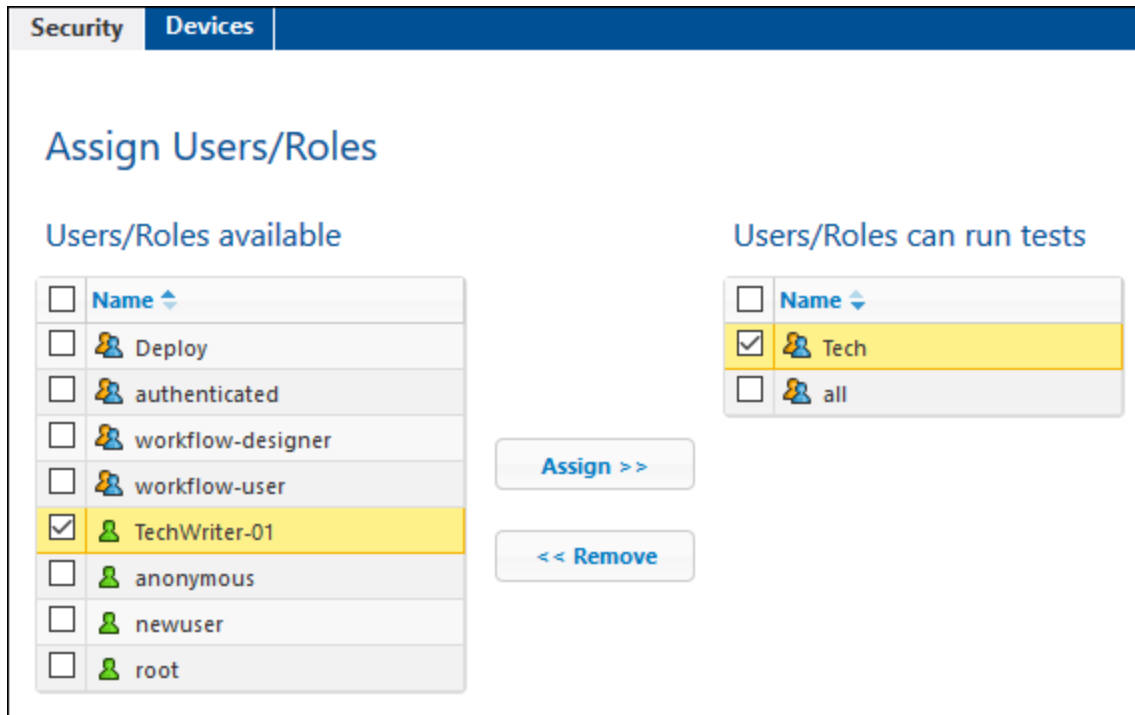 Security Devices
Assign Users/Roles
Users/Roles available
Name
Deploy
authenticated
workflow-designer
workflow-user
TechWriter-01
anonymous
newuser
root
Assign >>
<< Remove
Users/Roles can run tests
Name
Tech
all